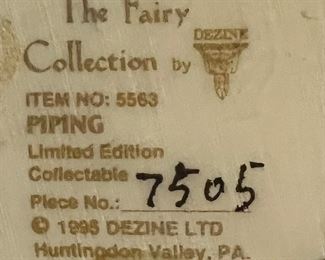 The Fairy
Collection by DEZINE
ITEM NO: 5563
PIPING
Limited Edition
Collectable
Piece No.: 7505
© 1995 DEZINE LTD
Huntingdon Valley, PA.